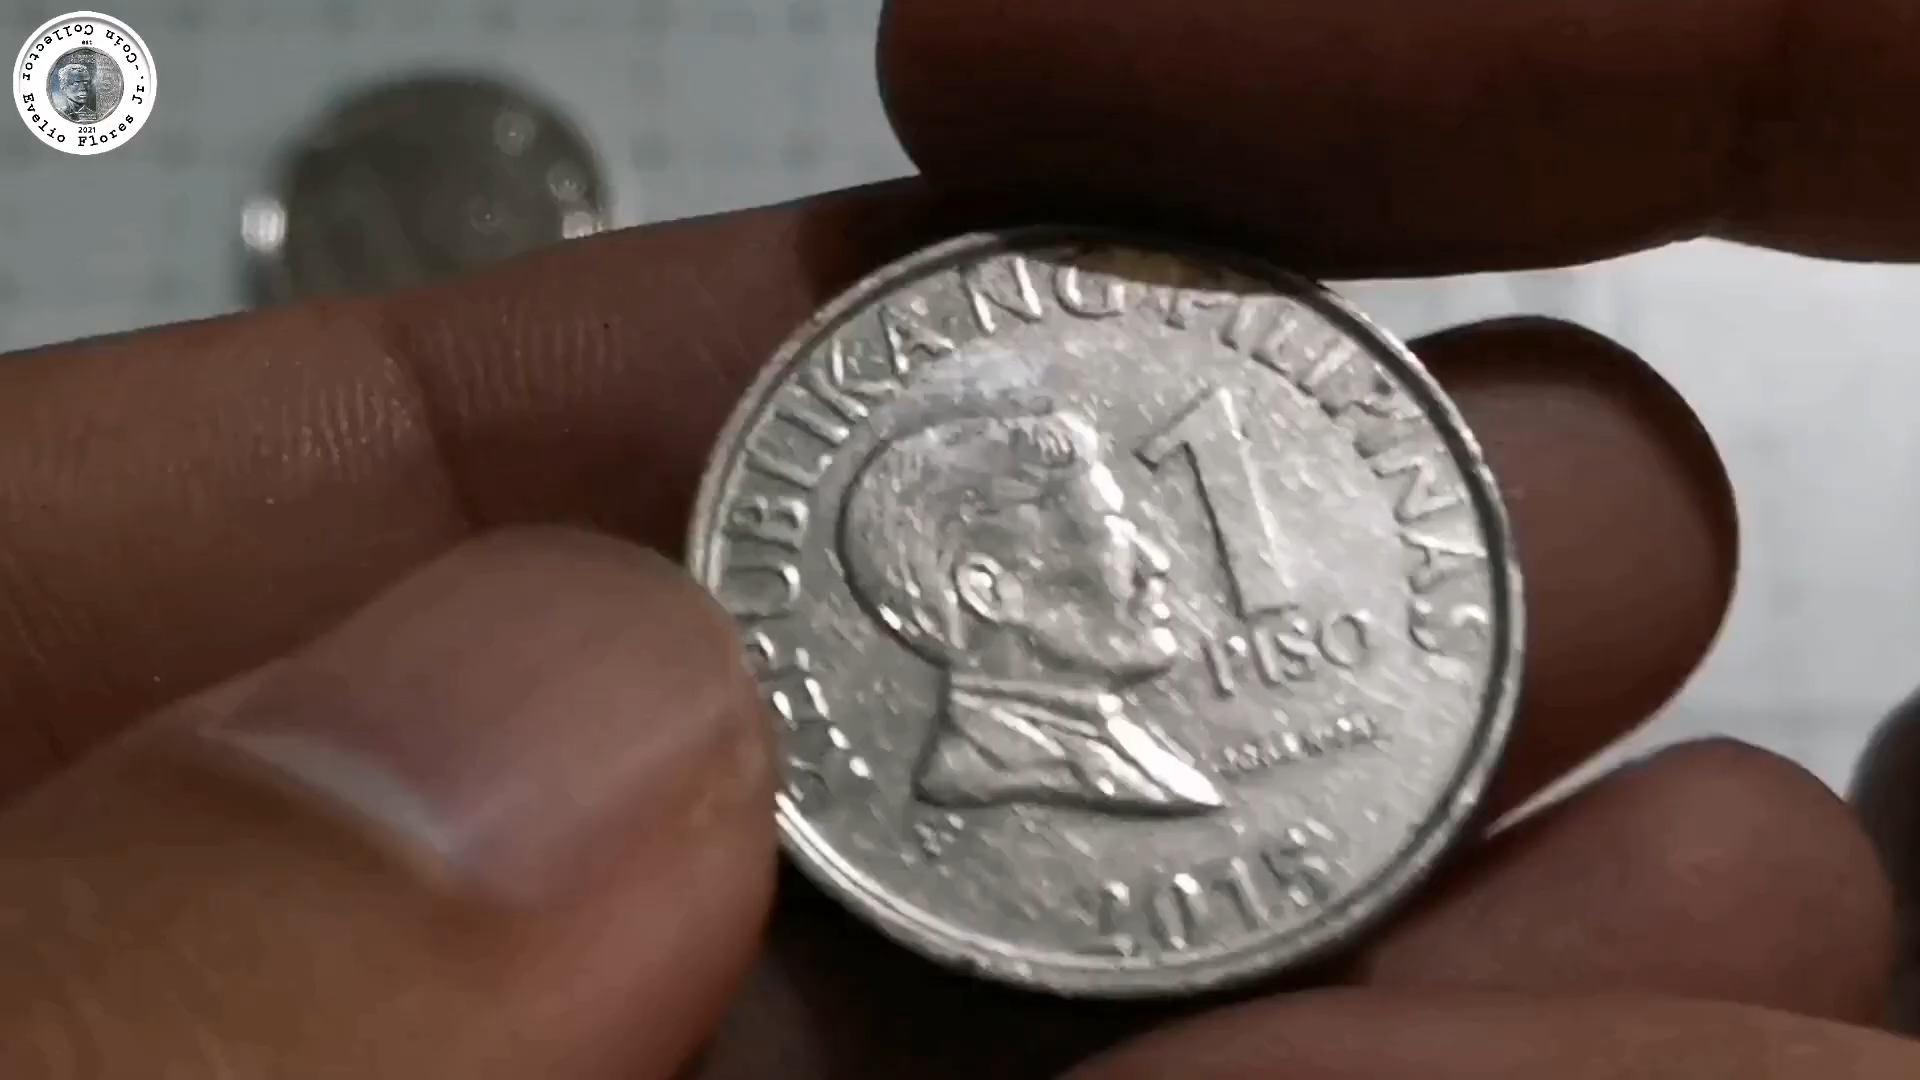 Evelio Flores Jr.-Coin Collector
2021
REPUBLIKA NG PILIPINAS
1
PISO
2015